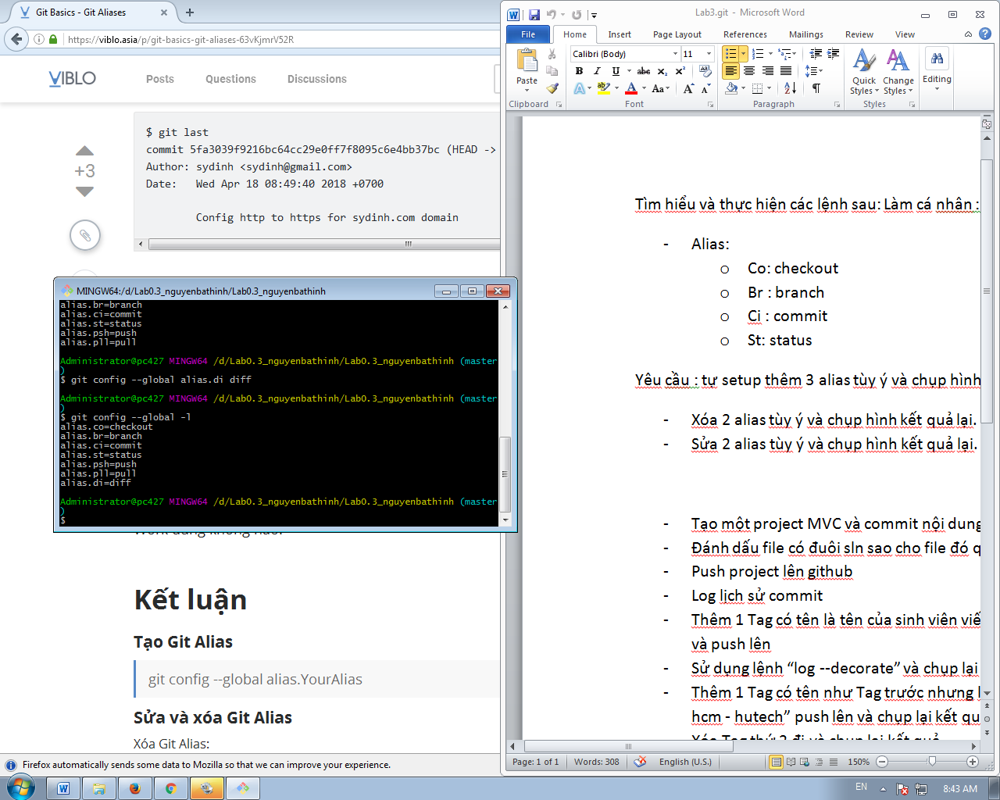 Git Basics - Git Aliases
https://viblo.asia/p/git-basics-git-aliases-63vKjmrV52R
VIBLO
Posts
Questions
Discussions
+3
$ git last
commit 5fa3039f9216bc64cc29e0ff7f8095c6e4bb37bc (HEAD ->
Author: sydinh <sydinh@gmail.com>
Date:   Wed Apr 18 08:49:40 2018 +0700
Config http to https for sydinh.com domain
MINGW64:/d/Lab0.3_nguyenbathinh/Lab0.3_nguyenbathinh
alias.br=branch
alias.ci=commit
alias.st=status
alias.psh=push
alias.pll=pull
Administrator@pc427 MINGW64 /d/Lab0.3_nguyenbathinh/Lab0.3_nguyenbathinh (master
)
$ git config --global alias.di diff
Administrator@pc427 MINGW64 /d/Lab0.3_nguyenbathinh/Lab0.3_nguyenbathinh (master
)
$ git config --global -l
alias.co=checkout
alias.br=branch
alias.ci=commit
alias.st=status
alias.psh=push
alias.pll=pull
alias.di=diff
Administrator@pc427 MINGW64 /d/Lab0.3_nguyenbathinh/Lab0.3_nguyenbathinh (master
)
$
Kết luận
Tạo Git Alias
git config --global alias.YourAlias
Sửa và xóa Git Alias
Xóa Git Alias:
Firefox automatically sends some data to Mozilla so that we can improve your experience.
Lab3.git - Microsoft Word
File
Home
Insert
Page Layout
References
Mailings
Review
View
Paste
Calibri (Body)
11
Quick Styles
Change Styles
Editing
Clipboard
Font
Paragraph
Styles
Tìm hiểu và thực hiện các lệnh sau: Làm cá nhân :
- Alias:
o Co: checkout
o Br : branch
o Ci : commit
o St: status
Yêu cầu : tự setup thêm 3 alias tùy ý và chụp hình
- Xóa 2 alias tùy ý và chụp hình kết quả lại.
- Sửa 2 alias tùy ý và chụp hình kết quả lại.
- Tạo một project MVC và commit nội dung
- Đánh dấu file có đuôi sln sao cho file đó q
- Push project lên github
- Log lịch sử commit
- Thêm 1 Tag có tên là tên của sinh viên viế
và push lên
- Sử dụng lệnh “log --decorate” và chụp lại
- Thêm 1 Tag có tên như Tag trước nhưng l
hcm - hutech” push lên và chụp lại kết qu
- Xóa Tag thứ 2 đi và chụp lại kết quả
Page: 1 of 1
Words: 308
English (U.S.)
150%
EN
8:43 AM